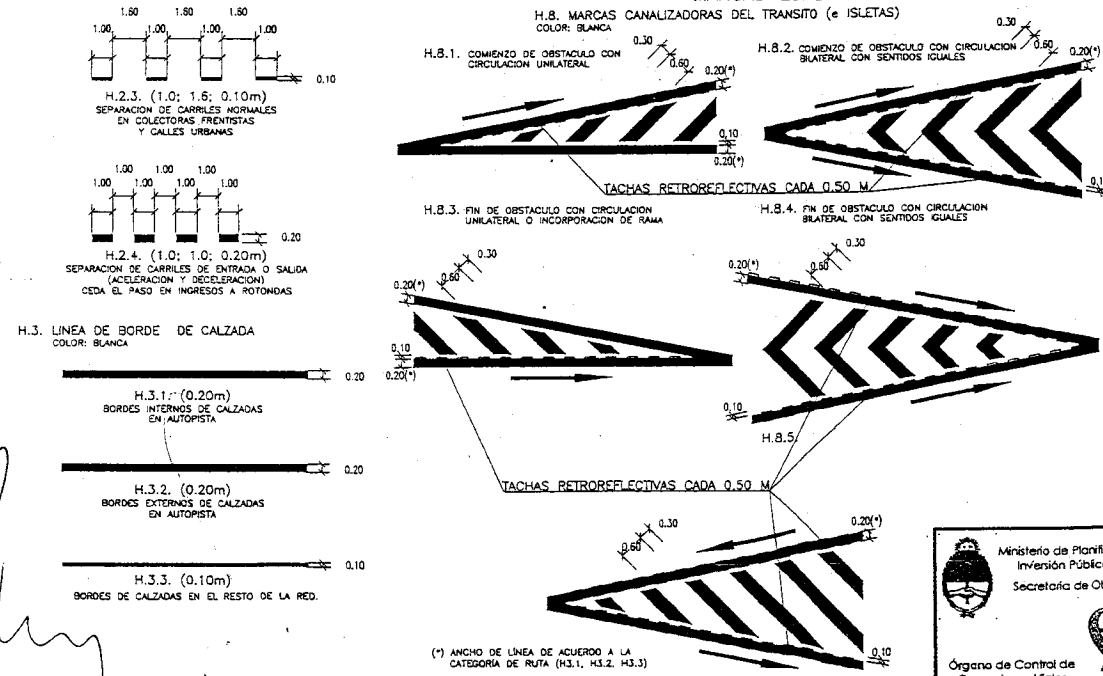 1.60 1.60 1.60
1.00 1.00 1.00 1.00
0.10
H.2.3. (1.0; 1.6; 0.10m)
SEPARACION DE CARRILES NORMALES
EN COLECTORAS FRENTISTAS
Y CALLES URBANAS
1.00 1.00 1.00
1.00 1.00 1.00 1.00
0.20
H.2.4. (1.0; 1.0; 0.20m)
SEPARACION DE CARRILES DE ENTRADA O SALIDA
(ACELERACION Y DECELERACION)
CEDA EL PASO EN INGRESOS A ROTONDAS
H.3. LINEA DE BORDE DE CALZADA
COLOR: BLANCA
0.20
H.3.1. (0.20m)
BORDES INTERNOS DE CALZADAS
EN AUTOPISTA
0.20
H.3.2. (0.20m)
BORDES EXTERNOS DE CALZADAS
EN AUTOPISTA
0.10
H.3.3. (0.10m)
BORDES DE CALZADAS EN EL RESTO DE LA RED.
H.8. MARCAS CANALIZADORAS DEL TRANSITO (e ISLETAS)
COLOR: BLANCA
H.8.1. COMIENZO DE OBSTACULO CON
CIRCULACION UNILATERAL
0.30
0.60
0.20(*)
0.10
0.20(*)
H.8.2. COMIENZO DE OBSTACULO CON CIRCULACION
BILATERAL CON SENTIDOS IGUALES
0.30
0.60
0.20(*)
TACHAS RETROREFLECTIVAS CADA 0.50 M
H.8.3. FIN DE OBSTACULO CON CIRCULACION
UNILATERAL O INCORPORACION DE RAMA
0.30
0.60
0.20(*)
0.10
0.20(*)
H.8.4. FIN DE OBSTACULO CON CIRCULACION
BILATERAL CON SENTIDOS IGUALES
0.30
0.60
0.20(*)
0.10
H.8.5.
TACHAS RETROREFLECTIVAS CADA 0.50 M
0.30
0.60
0.20(*)
0.10
(*) ANCHO DE LÍNEA DE ACUERDO A LA
CATEGORÍA DE RUTA (H3.1, H3.2, H3.3)
Ministerio de Planifi
Inversión Públic
Secretaría de Ob
Órgano de Control de